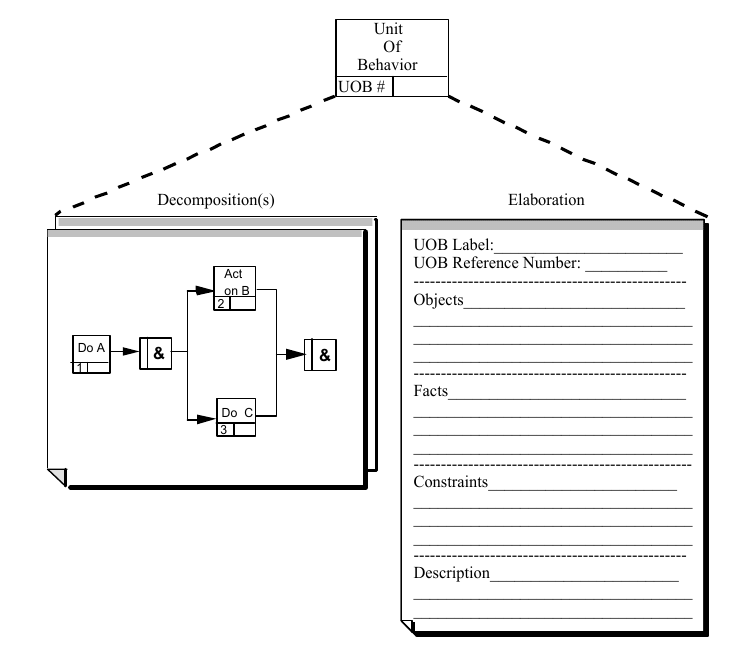 Unit
Of
Behavior
UOB #
Decomposition(s)
Elaboration
Act
on B
2
Do A
1
&
&
Do C
3
UOB Label:
UOB Reference Number:
Objects
Facts
Constraints
Description